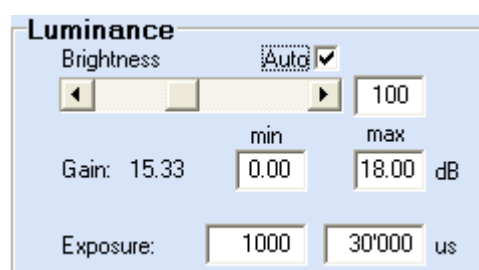 Luminance
Brightness Auto
100
min max
Gain: 15.33 0.00 18.00 dB
Exposure: 1000 30'000 us